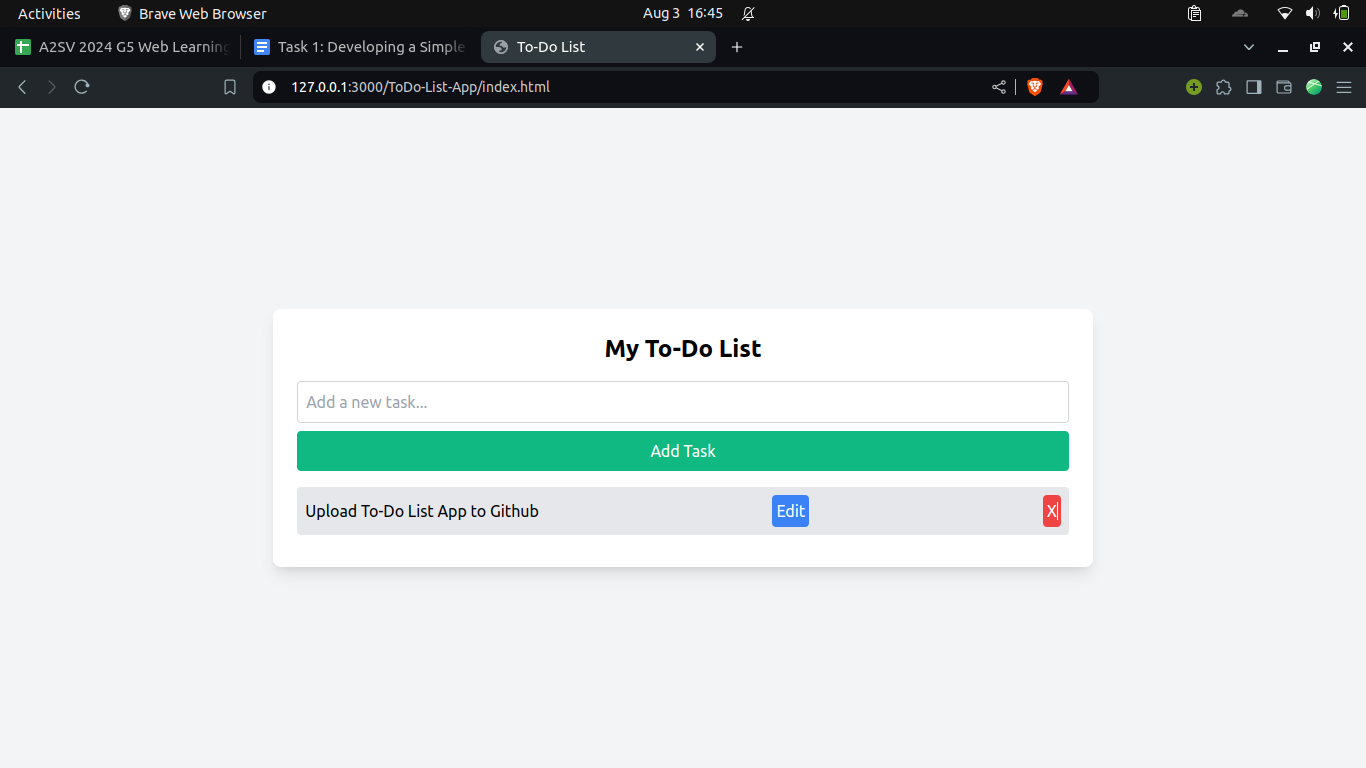 Activities Brave Web Browser Aug 3 16:45
A2SV 2024 G5 Web Learning Task 1: Developing a Simple To-Do List
127.0.0.1:3000/ToDo-List-App/index.html
My To-Do List
Add a new task...
Add Task
Upload To-Do List App to Github Edit X